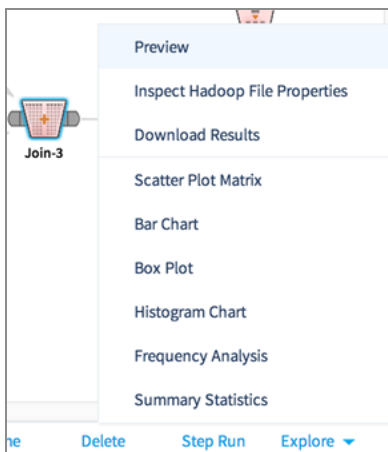 Preview
Inspect Hadoop File Properties
Download Results
Join-3
Scatter Plot Matrix
Bar Chart
Box Plot
Histogram Chart
Frequency Analysis
Summary Statistics
Delete Step Run Explore